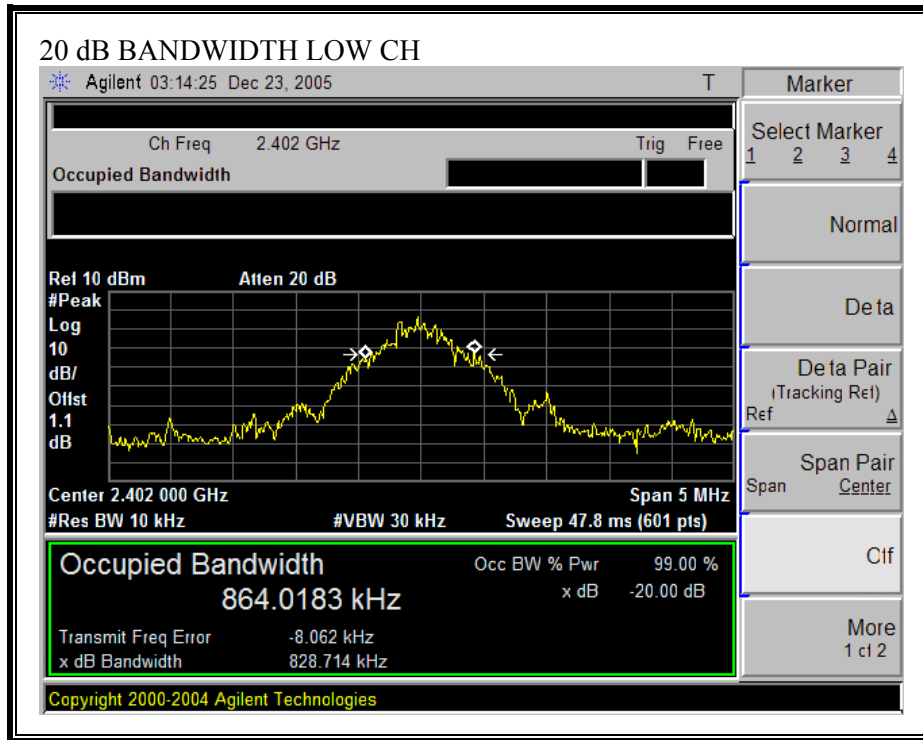 20 dB BANDWIDTH LOW CH
Agilent 03:14:25 Dec 23, 2005 T
Ch Freq 2.402 GHz Trig Free
Occupied Bandwidth
Ref 10 dBm Atten 20 dB
#Peak
Log
10
dB/
Offst
1.1
dB
Center 2.402 000 GHz Span 5 MHz
#Res BW 10 kHz #VBW 30 kHz Sweep 47.8 ms (601 pts)
Occupied Bandwidth
864.0183 kHz
Occ BW % Pwr 99.00 %
x dB -20.00 dB
Transmit Freq Error -8.062 kHz
x dB Bandwidth 828.714 kHz
Copyright 2000-2004 Agilent Technologies
Marker
Select Marker
1 2 3 4
Normal
Delta
Delta Pair
(Tracking Ref)
Ref Δ
Span Pair
Span Center
Off
More
1 of 2